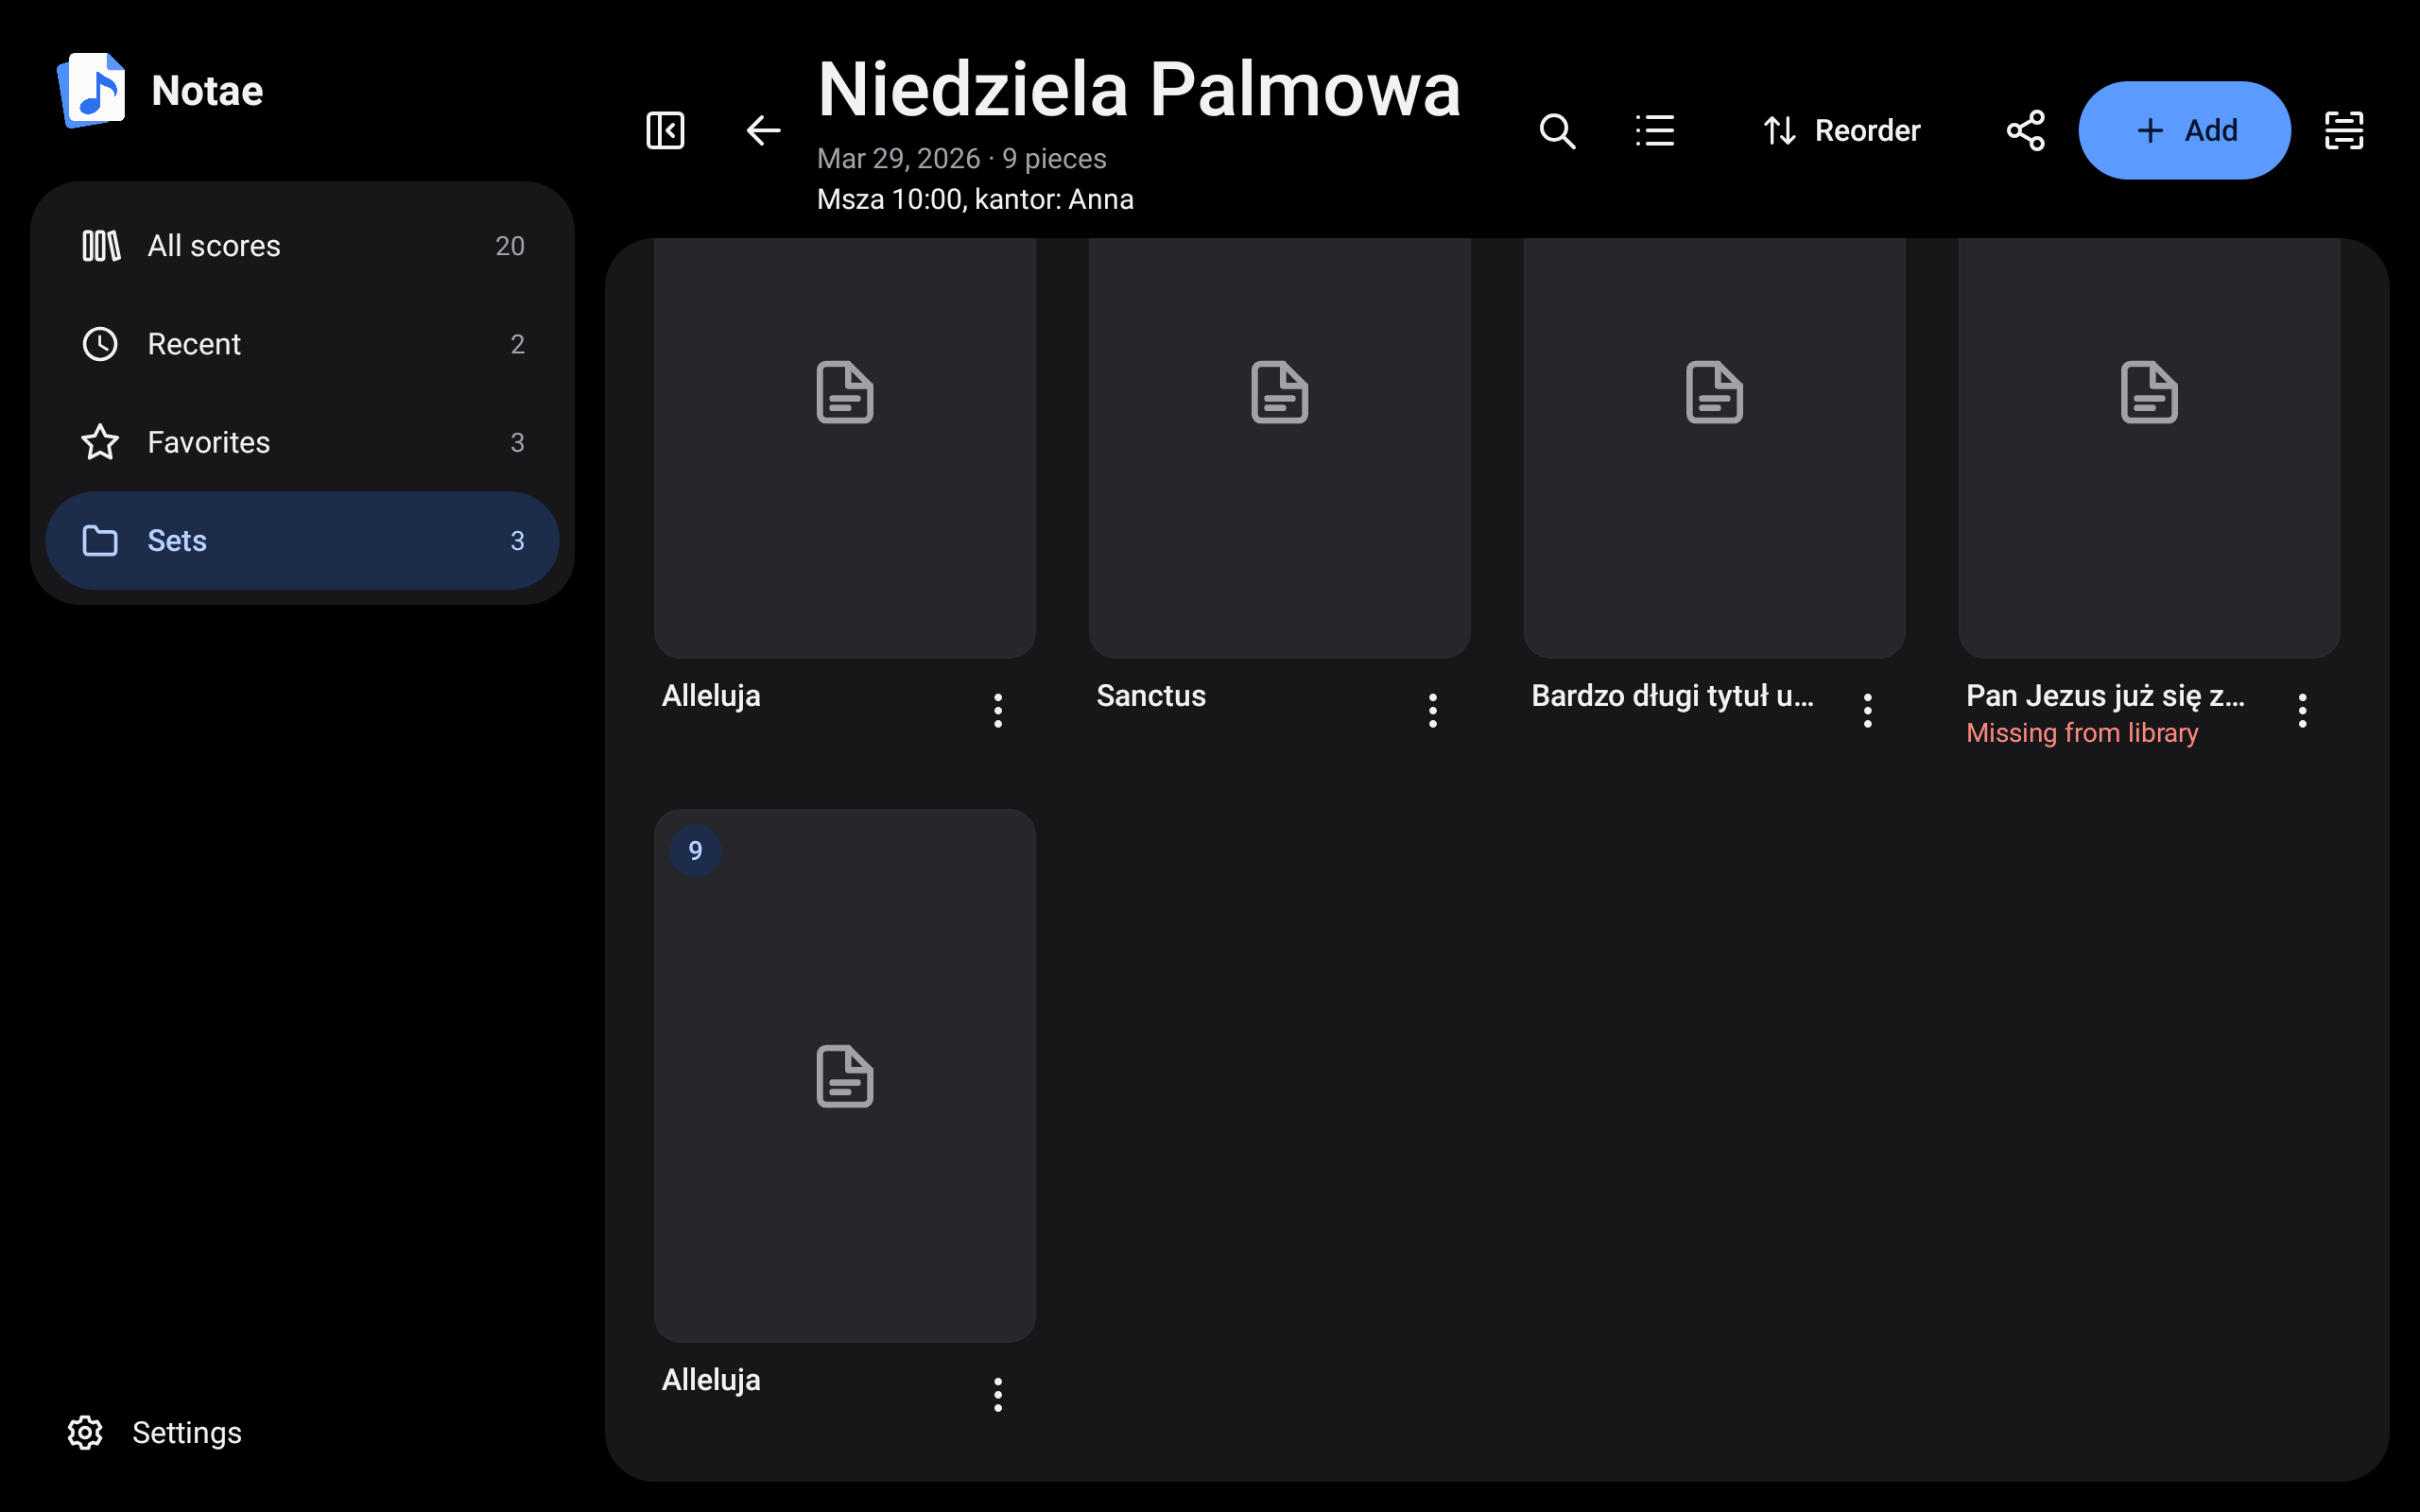 Notae
All scores 20
Recent 2
Favorites 3
Sets 3
Settings
Niedziela Palmowa
Mar 29, 2026 · 9 pieces
Msza 10:00, kantor: Anna
Reorder
Add
Alleluja
Sanctus
Bardzo długi tytuł u...
Pan Jezus już się z...
Missing from library
9
Alleluja